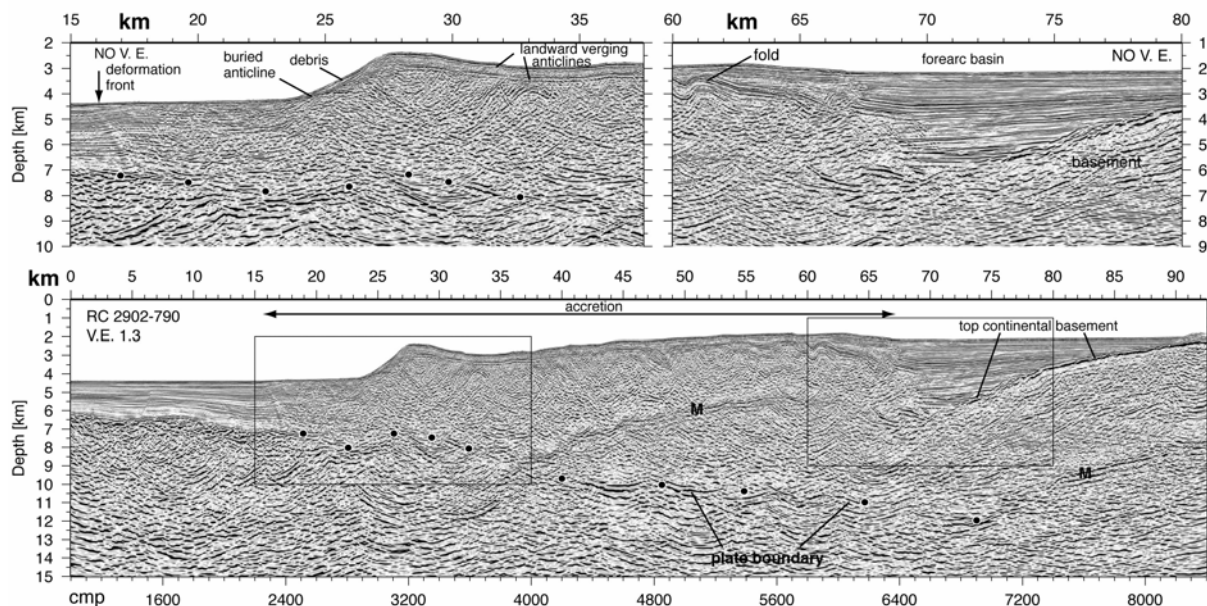 15 km 20 25 30 35
60 km 65 70 75 80
NO V. E.
deformation
front
buried
anticline
debris
landward verging
anticlines
2
3
4
5
6
7
8
9
10
Depth [km]
fold
forearc basin
NO V. E.
basement
1
2
3
4
5
6
7
8
9
km 0 5 10 15 20 25 30 35 40 45 50 55 60 65 70 75 80 85 90
RC 2902-790
V.E. 1.3
accretion
top continental basement
M
M
plate boundary
0
1
2
3
4
5
6
7
8
9
10
11
12
13
14
15
Depth [km]
cmp 1600 2400 3200 4000 4800 5600 6400 7200 8000